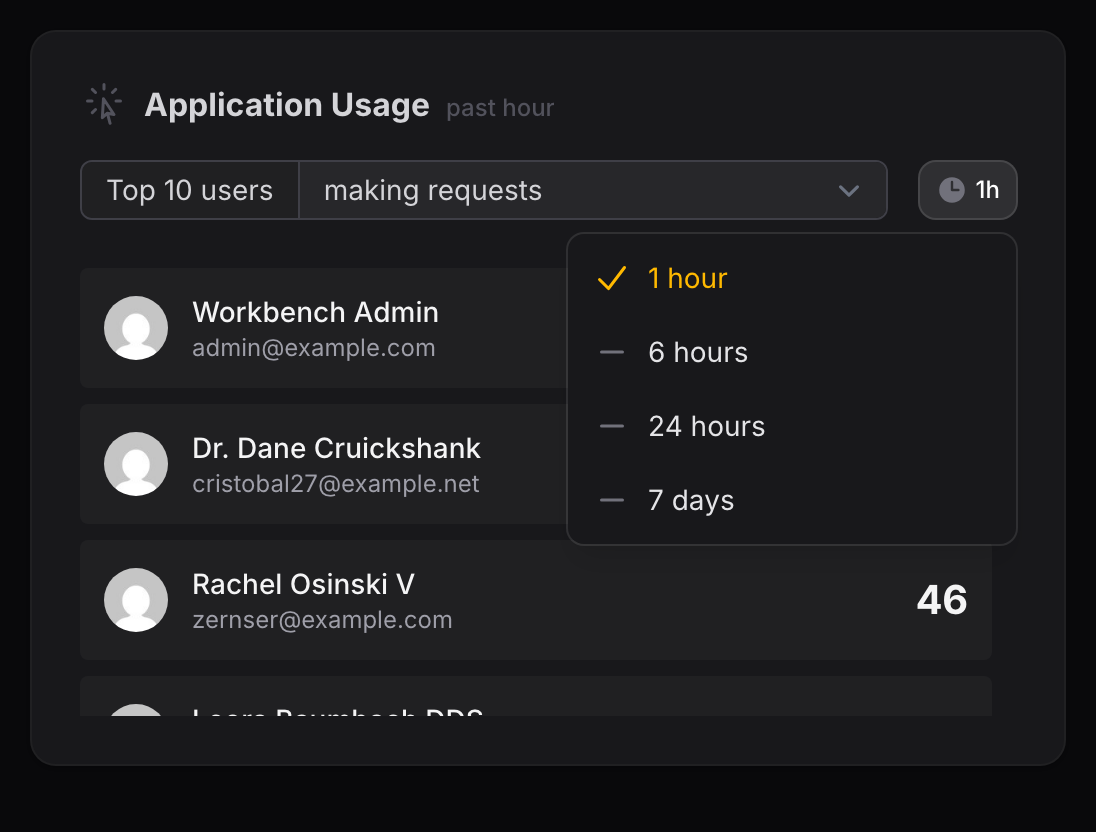 Application Usage past hour
Top 10 users making requests 1h
1 hour
6 hours
24 hours
7 days
Workbench Admin
admin@example.com
Dr. Dane Cruickshank
cristobal27@example.net
Rachel Osinski V
zernser@example.com
46